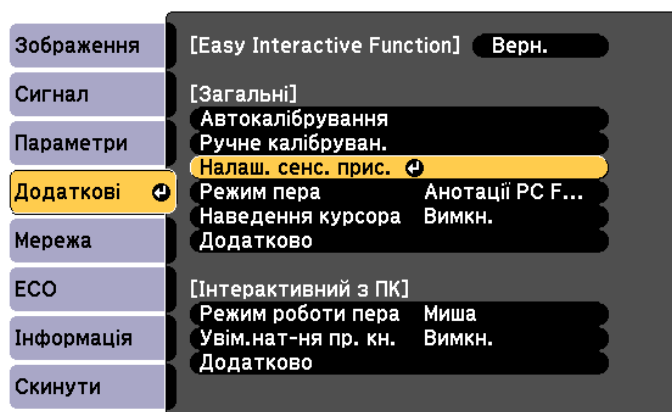 Зображення
Сигнал
Параметри
Додаткові
Мережа
ECO
Інформація
Скинути
[Easy Interactive Function] Верн.
[Загальні]
Автокалібрування
Ручне калібруван.
Налаш. сенс. прис.
Режим пера Анотації PC F...
Наведення курсора Вимкн.
Додатково
[Інтерактивний з ПК]
Режим роботи пера Миша
Увім.нат-ня пр. кн. Вимкн.
Додатково